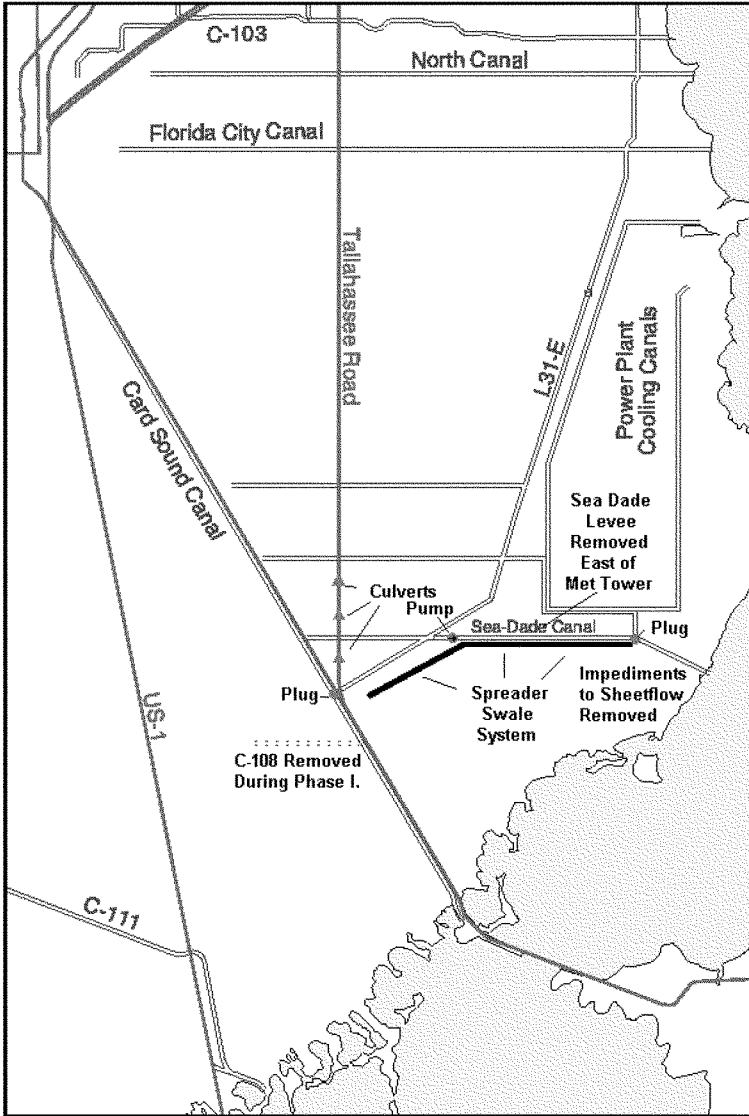 C-103
North Canal
Florida City Canal
Tallahassee Road
L31-E
Power Plant
Cooling Canals
Card Sound Canal
Sea Dade
Levee
Removed
East of
Met Tower
Culverts
Pump
Sea-Dade Canal
Plug
Plug
Spreader
Swale
System
Impediments
to Sheetflow
Removed
US-1
C-108 Removed
During Phase I.
C-111